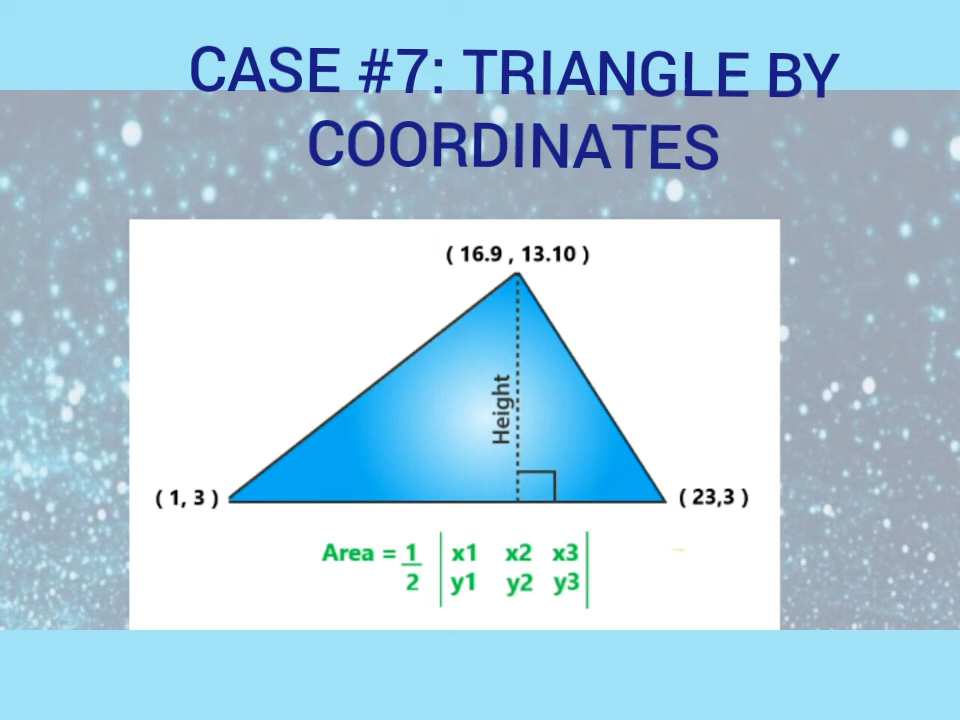 CASE #7: TRIANGLE BY
COORDINATES
( 16.9 , 13.10 )
Height
( 1, 3 )
( 23,3 )
Area = 1/2 | x1 x2 x3
y1 y2 y3 |